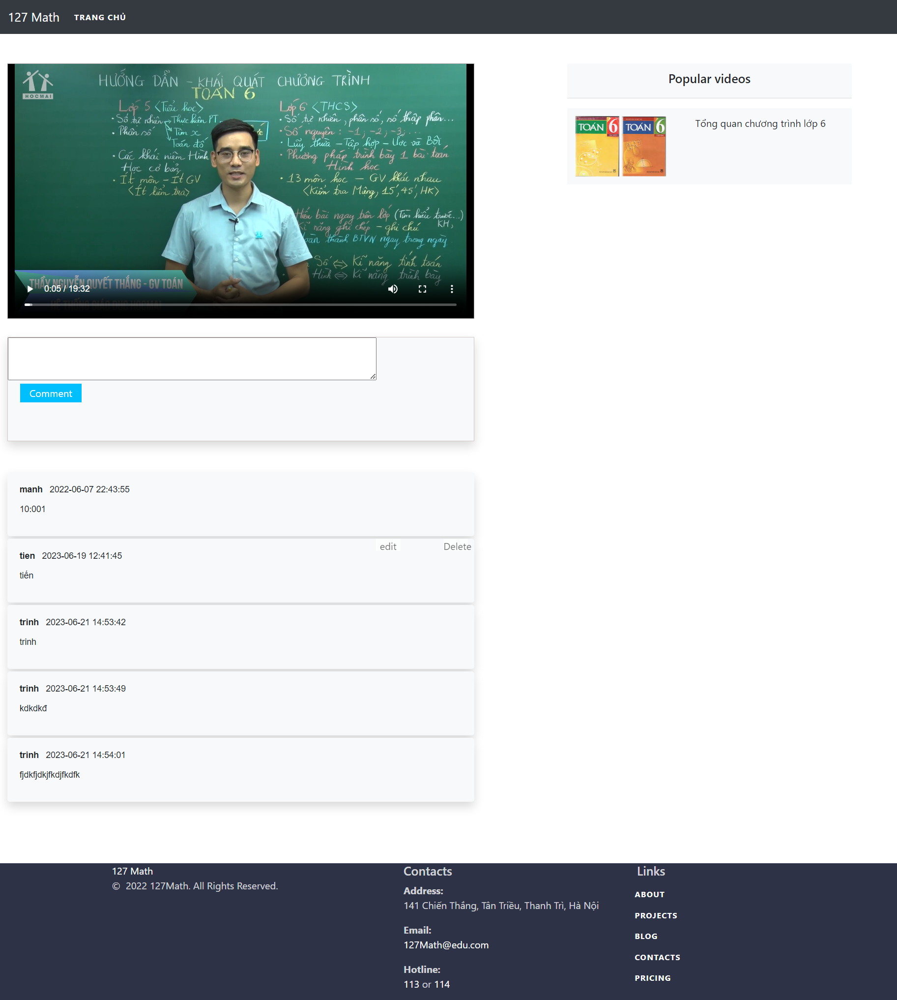 127 Math TRANG CHỦ
HOCMAI
HƯỚNG DẪN - KHÁI QUÁT CHƯƠNG TRÌNH
TOÁN 6
Lớp 5 <Tiểu học>
· Số tự nhiên → Thực hiện PT
· Phân số Tìm x
Toán đố
· Các khái niệm Hình
Học cơ bản
· Ít môn - Ít GV
<Ít kiểm tra>
Lớp 6 <THCS>
· Số tự nhiên, phân số, số thập phân...
· Số nguyên : -1; -2; -3; ...
· Lũy thừa - Tập hợp - Ước và Bội
· Phương pháp trình bày 1 bài toán
Hình học
· 13 môn học - GV khác nhau
<Kiểm tra Miệng, 15', 45', HK>
Hiểu bài ngay trên lớp (Tìm hiểu trước...)
Kĩ năng ghi chép - ghi chú KH,
thành BTVN ngay trong ngày
Số ⇔ Kĩ năng tính toán
Hình ⇔ Kĩ năng trình bày
THẦY NGUYỄN QUYẾT THẮNG - GV TOÁN
HỆ THỐNG GIÁO DỤC HOCMAI
0:05 / 19:32
Popular videos
TOÁN 6 TOÁN 6
Tổng quan chương trình lớp 6
Comment
manh 2022-06-07 22:43:55
10:001
edit Delete
tien 2023-06-19 12:41:45
tiến
trinh 2023-06-21 14:53:42
trinh
trinh 2023-06-21 14:53:49
kdkdkđ
trinh 2023-06-21 14:54:01
fjdkfjdkjfkdjfkdfk
127 Math
© 2022 127Math. All Rights Reserved.
Contacts
Address:
141 Chiến Thắng, Tân Triều, Thanh Trì, Hà Nội
Email:
127Math@edu.com
Hotline:
113 or 114
Links
ABOUT
PROJECTS
BLOG
CONTACTS
PRICING